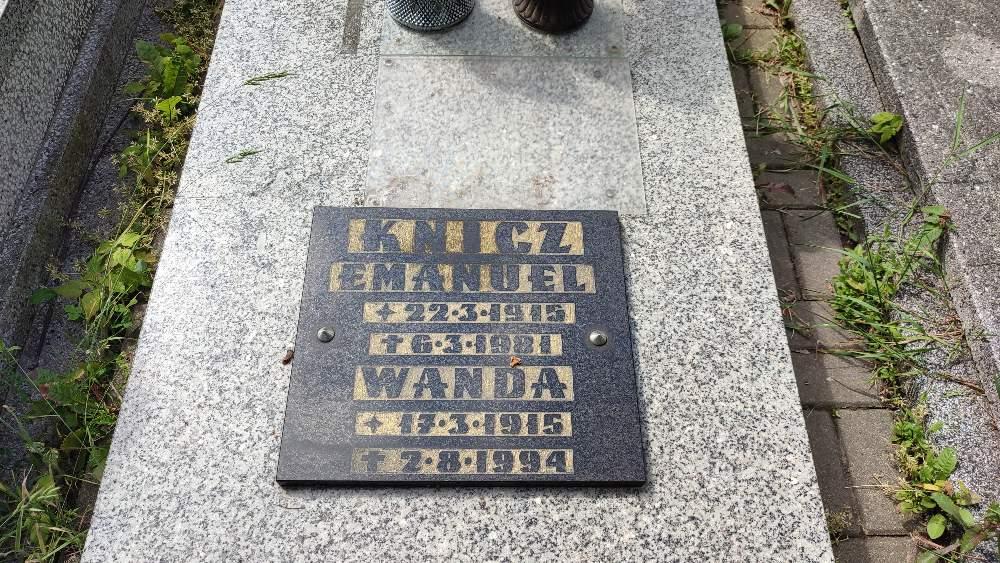 KNICZ
EMANUEL
+ 22·3·1915
† 6·3·1981
WANDA
+ 17·3·1915
† 2·8·1994